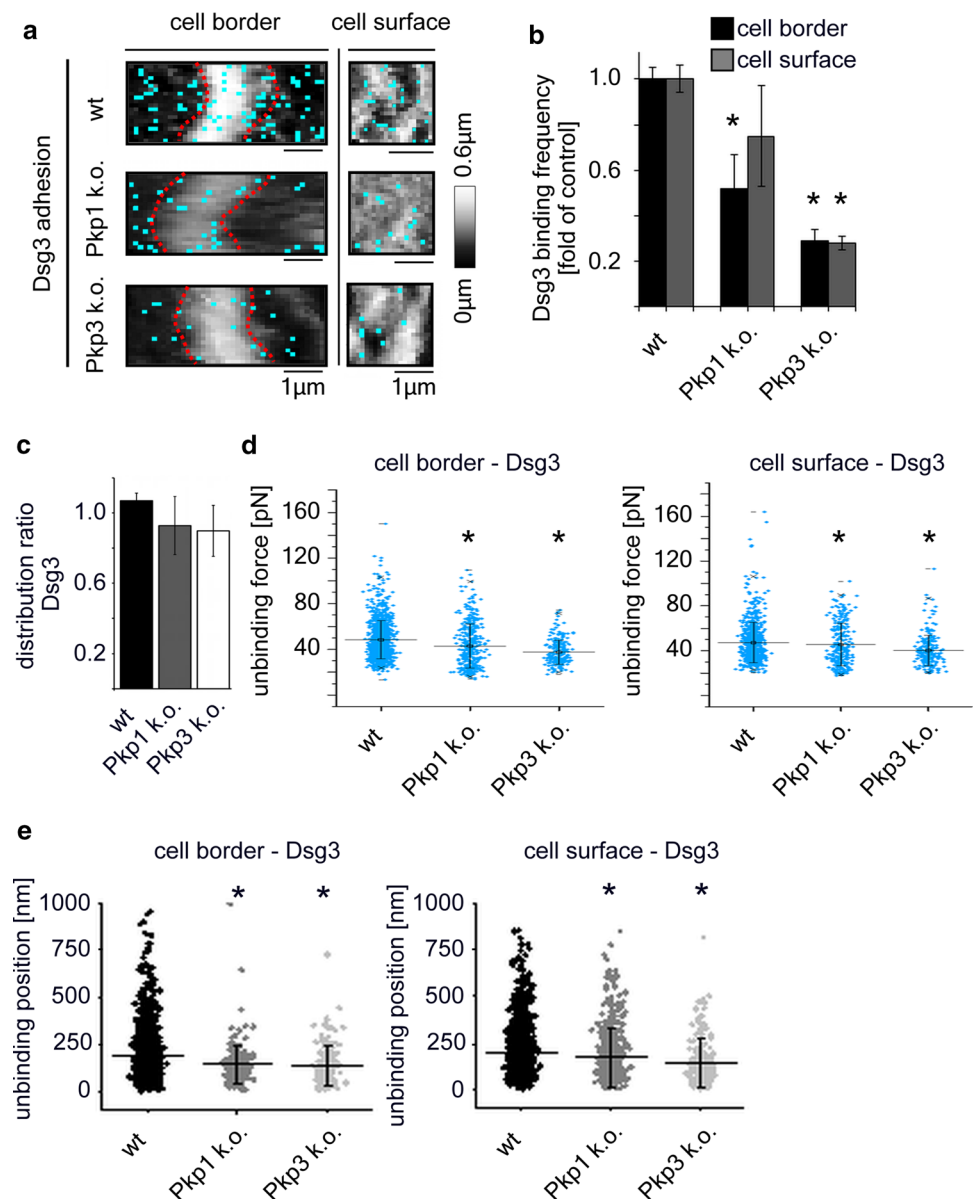 a
cell border
cell surface
Dsg3 adhesion
wt
Pkp1 k.o.
Pkp3 k.o.
1µm
1µm
0µm
0.6µm
b
cell border
cell surface
Dsg3 binding frequency
[fold of control]
1.0
0.6
0.2
*
* *
wt
Pkp1 k.o.
Pkp3 k.o.
c
distribution ratio
Dsg3
1.0
0.6
0.2
wt
Pkp1 k.o.
Pkp3 k.o.
d
cell border - Dsg3
unbinding force [pN]
160
120
80
40
* *
wt
Pkp1 k.o.
Pkp3 k.o.
cell surface - Dsg3
unbinding force [pN]
160
120
80
40
* *
wt
Pkp1 k.o.
Pkp3 k.o.
e
cell border - Dsg3
unbinding position [nm]
1000
750
500
250
0
* *
wt
Pkp1 k.o.
Pkp3 k.o.
cell surface - Dsg3
unbinding position [nm]
1000
750
500
250
0
* *
wt
Pkp1 k.o.
Pkp3 k.o.